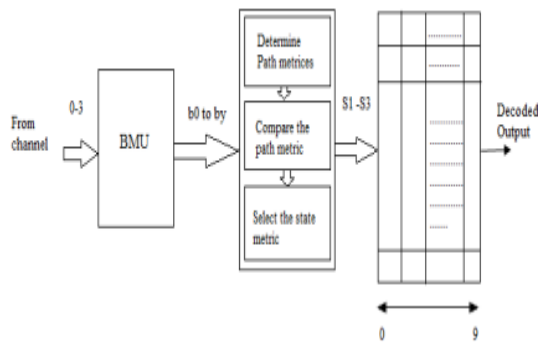 From
channel
0-3
BMU
b0 to by
Determine
Path metrices
Compare the
path metric
Select the state
metric
S1 -S3
Decoded
Output
0
9